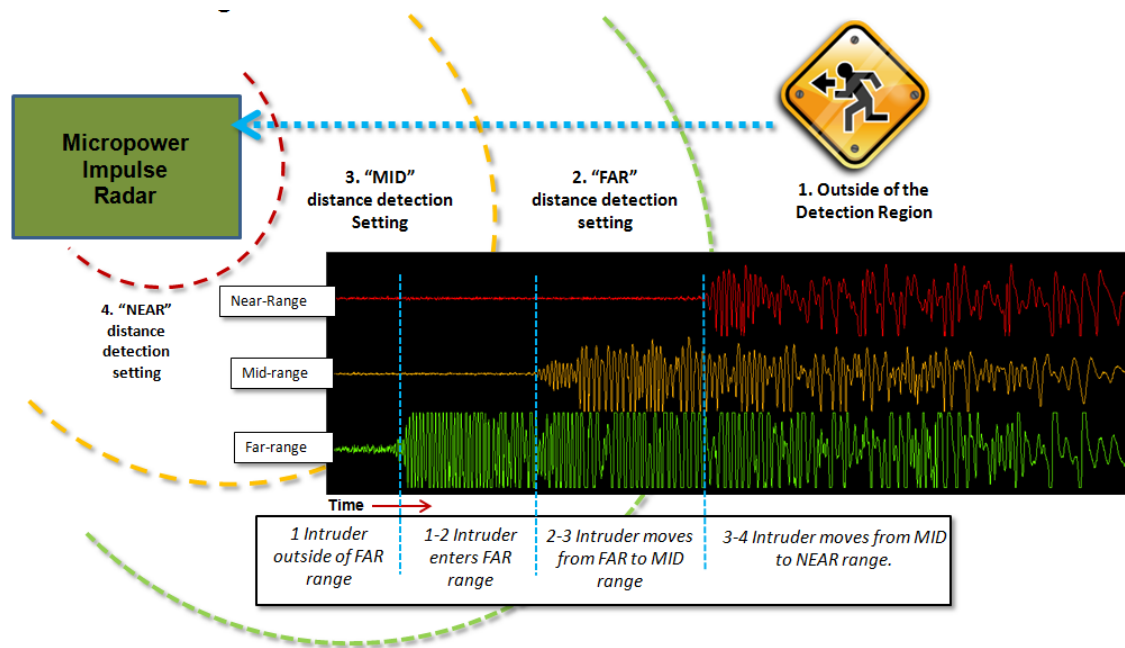 Micropower
Impulse
Radar
3. “MID”
distance detection
Setting
2. “FAR”
distance detection
setting
1. Outside of the
Detection Region
4. “NEAR”
distance
detection
setting
Near-Range
Mid-range
Far-range
Time
1 Intruder
outside of FAR
range
1-2 Intruder
enters FAR
range
2-3 Intruder moves
from FAR to MID
range
3-4 Intruder moves from MID
to NEAR range.